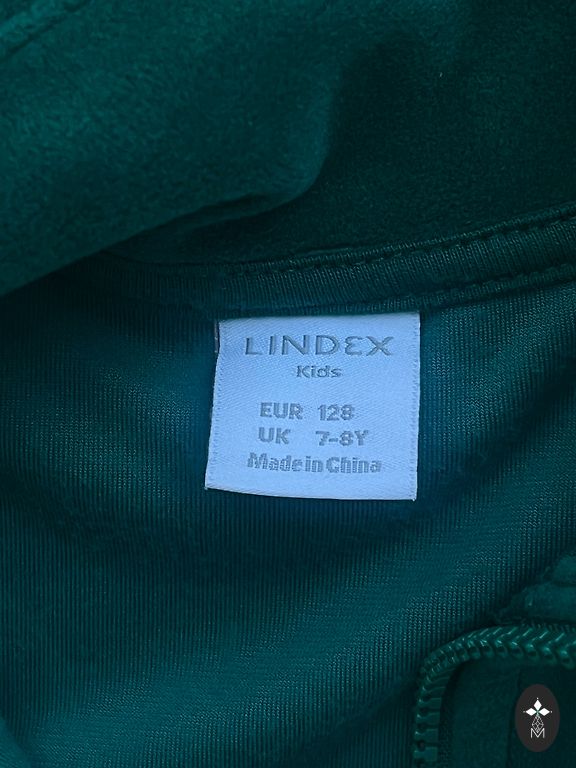 LINDEX
Kids
EUR 128
UK 7-8Y
Made in China